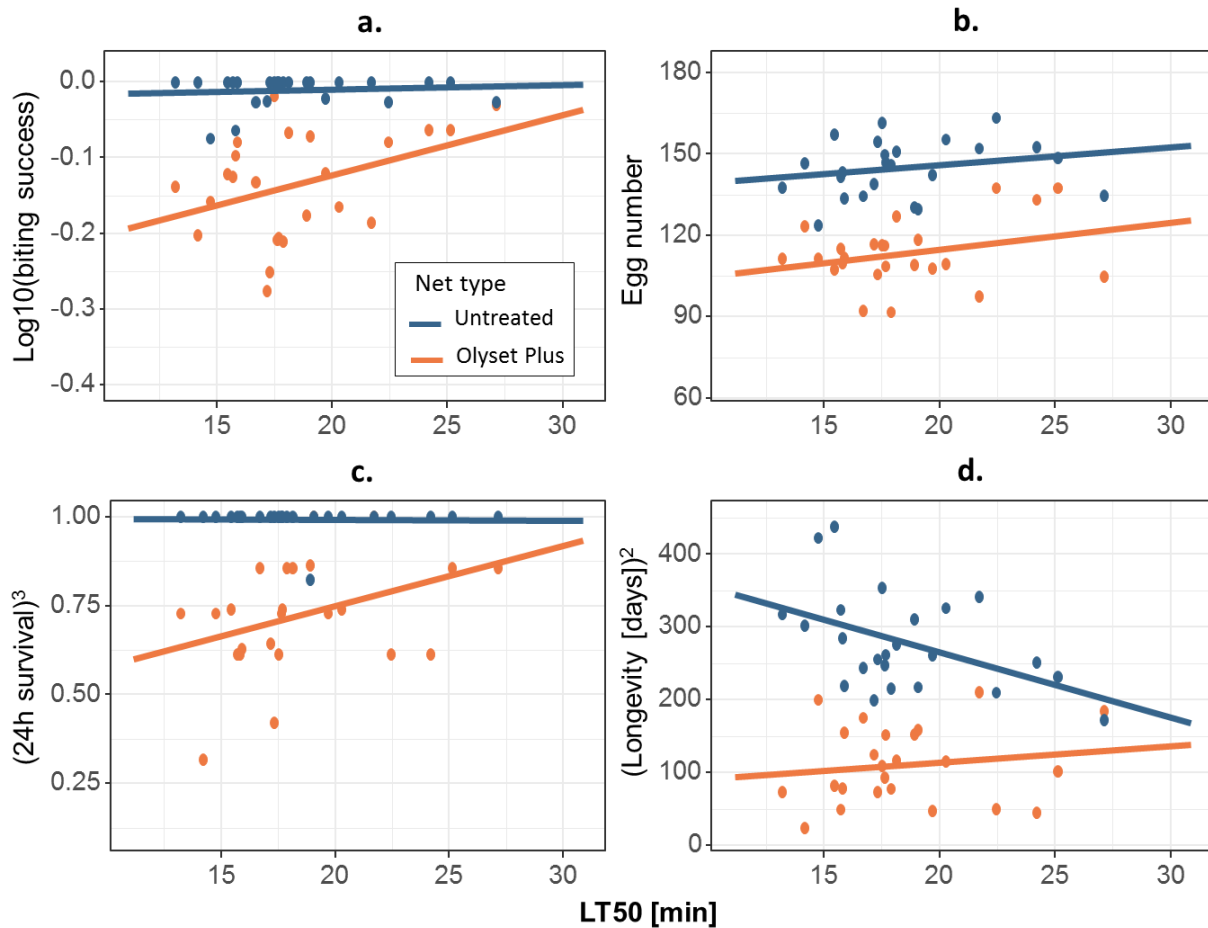 a.
Log10(biting success)
0.0
-0.1
-0.2
-0.3
-0.4
15 20 25 30
Net type
Untreated
Olyset Plus
b.
Egg number
180
150
120
90
60
15 20 25 30
c.
(24h survival)³
1.00
0.75
0.50
0.25
15 20 25 30
d.
(Longevity [days])²
400
300
200
100
0
15 20 25 30
LT50 [min]